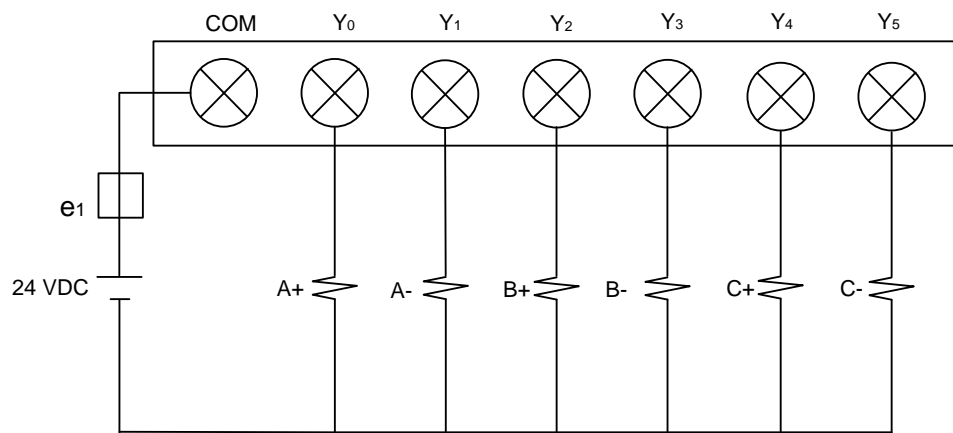 COM Y₀ Y₁ Y₂ Y₃ Y₄ Y₅
e₁
24 VDC A+ A- B+ B- C+ C-